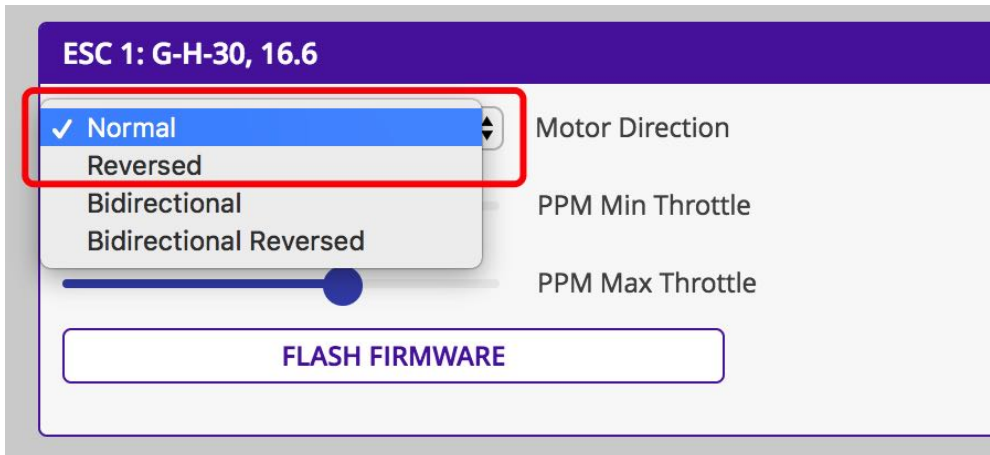 ESC 1: G-H-30, 16.6
✓ Normal
Motor Direction
Reversed
Bidirectional
PPM Min Throttle
Bidirectional Reversed
PPM Max Throttle
FLASH FIRMWARE